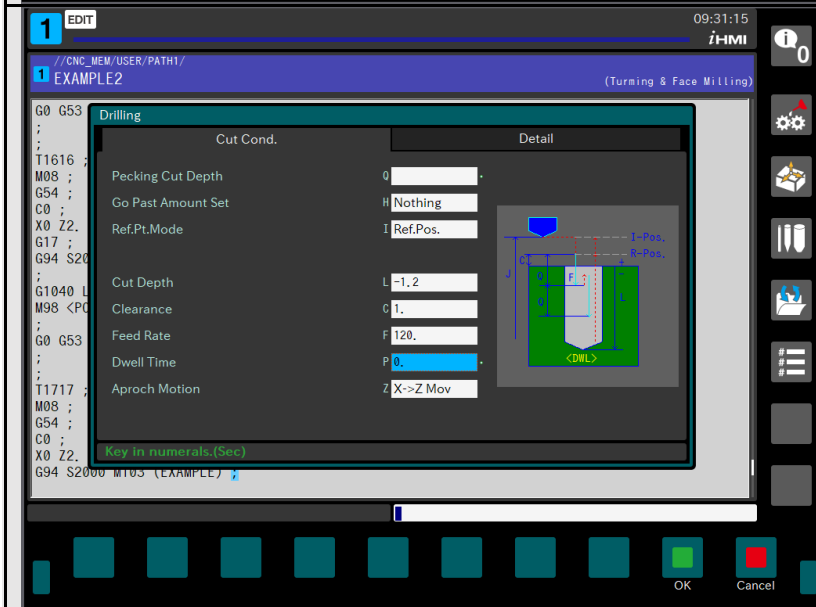 1 EDIT 09:31:15
iHMI
0
//CNC_MEM/USER/PATH1/
1 EXAMPLE2 (Turming & Face Milling)
G0 G53
;
;
T1616 ;
M08 ;
G54 ;
C0 ;
X0 Z2.
G17 ;
G94 S20
;
G1040 L
M98 <PO
;
G0 G53
;
;
T1717 ;
M08 ;
G54 ;
C0 ;
X0 Z2.
G94 S2000 M103 (EXAMPLE) ;
Drilling
Cut Cond. Detail
Pecking Cut Depth Q
Go Past Amount Set H Nothing
Ref.Pt.Mode I Ref.Pos.
Cut Depth L -1.2
Clearance C 1.
Feed Rate F 120.
Dwell Time P 0.
Aproch Motion Z X->Z Mov
I-Pos.
R-Pos.
C
J Q F L
Q
<DWL>
Key in numerals.(Sec)
OK Cancel